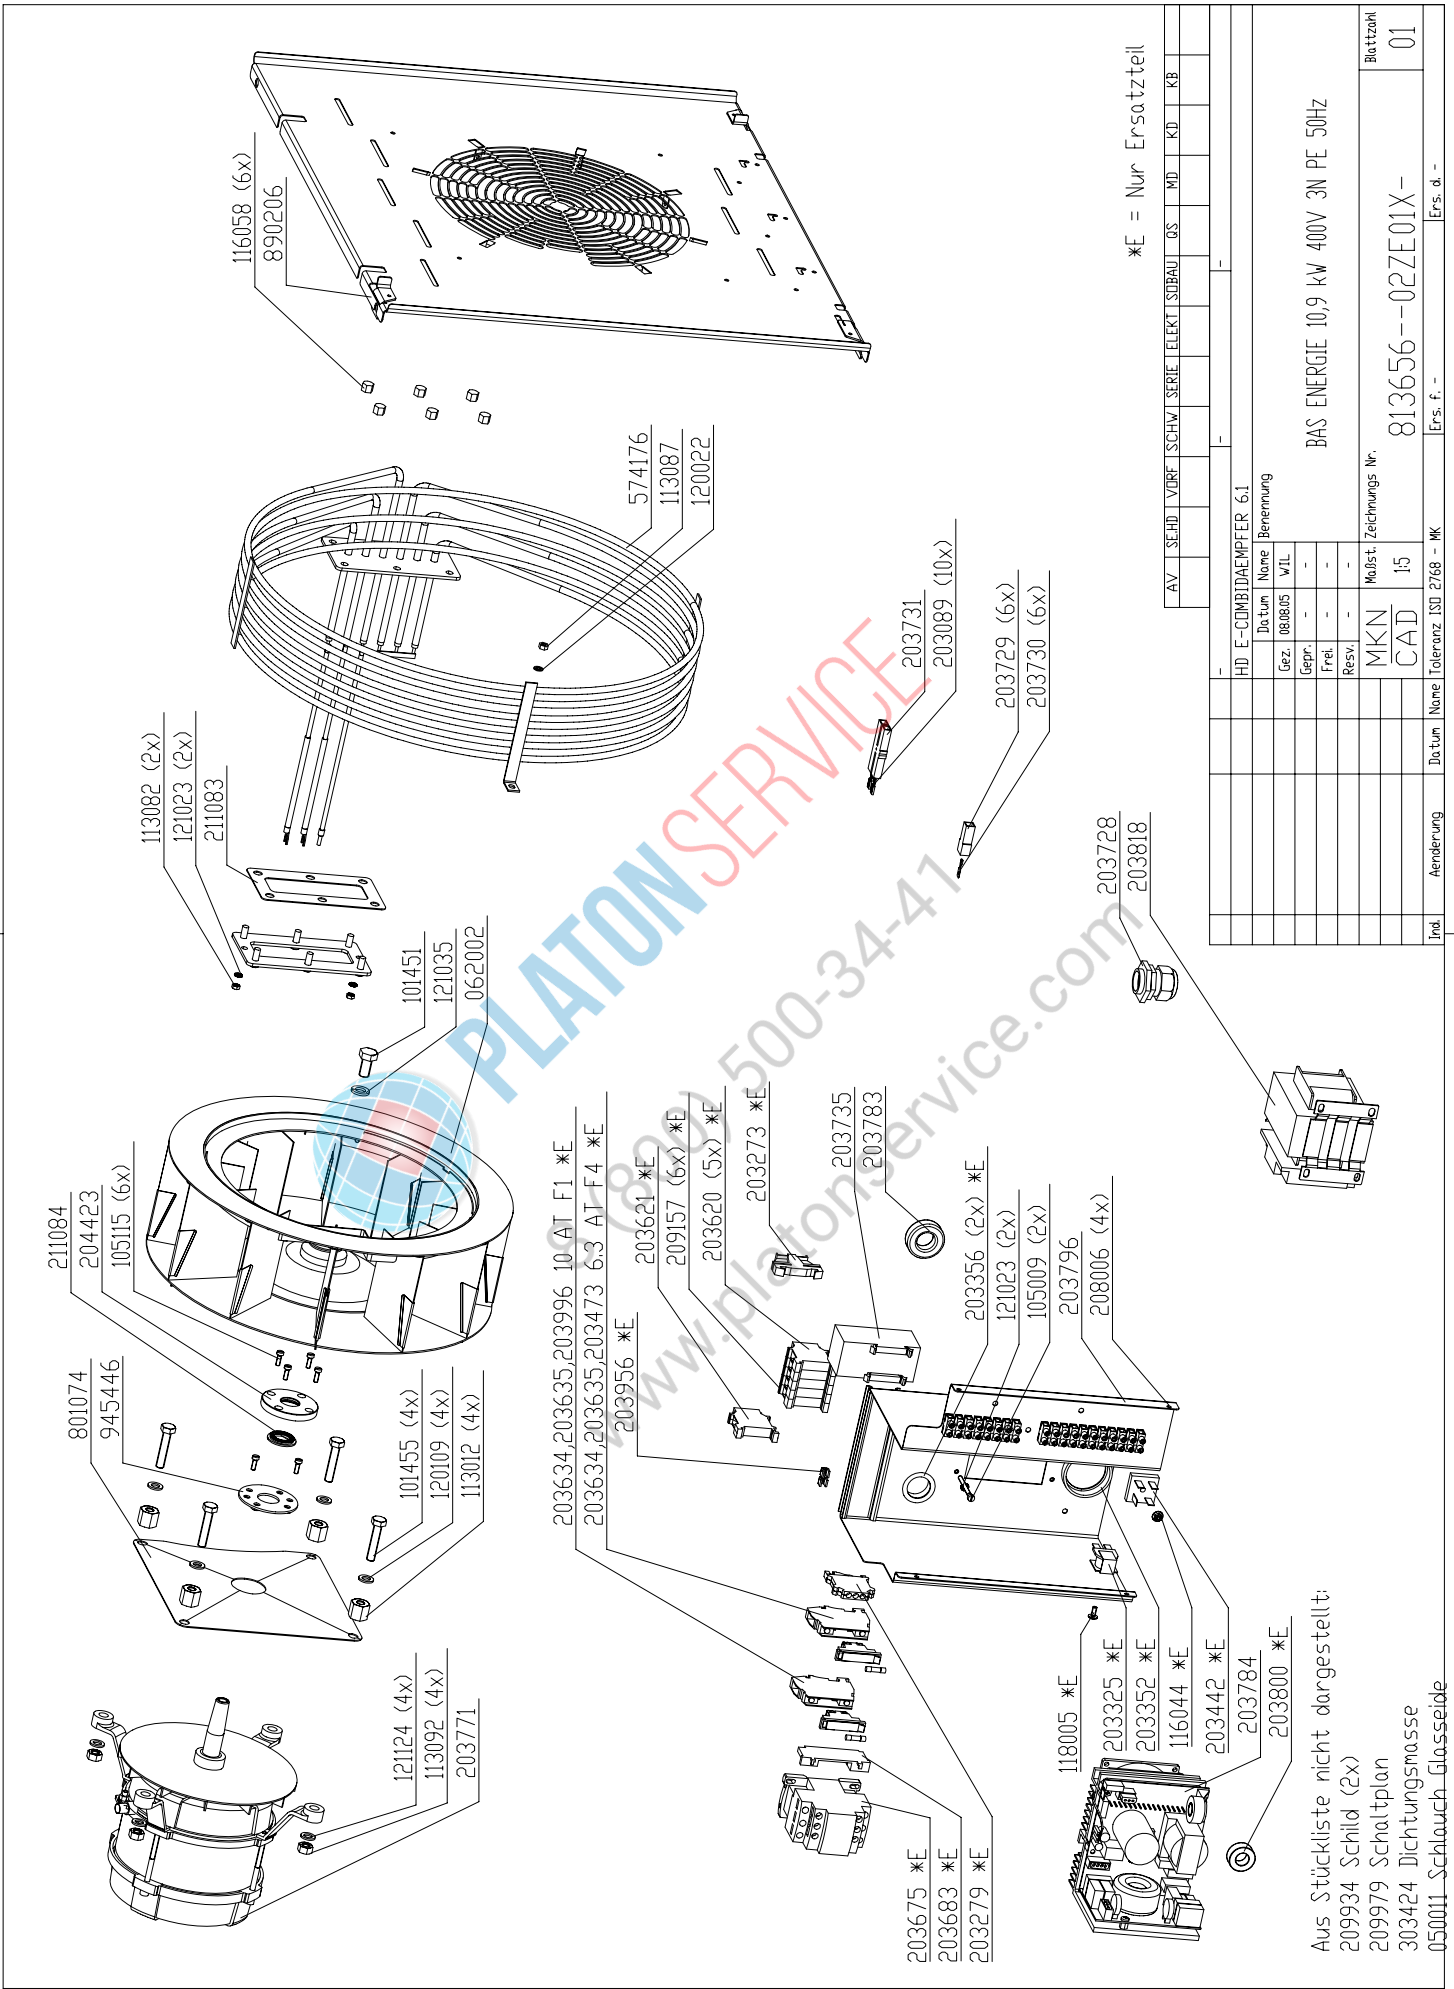 801074
945446
211084
204423
105115 (6x)
113082 (2x)
121023 (2x)
211083
116058 (6x)
890206
121124 (4x)
113092 (4x)
203771
101455 (4x)
120109 (4x)
113012 (4x)
101451
121035
062002
574176
113087
120022
203634,203635,203996 10 AT F1 *E
203634,203635,203473 6,3 AT F4 *E
203956 *E
203621 *E
209157 (6x) *E
203620 (5x) *E
203273 *E
203735
203783
203731
203089 (10x)
203729 (6x)
203730 (6x)
203356 (2x) *E
121023 (2x)
105009 (2x)
203796
208006 (4x)
203728
203818
203675 *E
203683 *E
203279 *E
118005 *E
203325 *E
203352 *E
116044 *E
203442 *E
203784
203800 *E
Aus Stückliste nicht dargestellt:
209934 Schild (2x)
209979 Schaltplan
303424 Dichtungsmasse
050011 Schlauch Glasseide
*E = Nur Ersatzteil
AV SE.HD VORF SCHW SERIE ELEKT SOBAU QS MD KD KB
- - -
HD E-COMBIDAEMPFER 6.1
Datum Name Benennung
Gez. 08.08.05 WIL
Gepr. - -
Frei. - -
Resv. - -
BAS ENERGIE 10,9 kW 400V 3N PE 50Hz
MKN
CAD
Maßst.
1:5
Zeichnungs Nr.
813656--02ZE01X-
Blattzahl
01
Ind. Aenderung Datum Name Toleranz ISO 2768 - MK Ers. f. - Ers. d. -
PLATONSERVICE
8 (800) 500-34-41
www.platonservice.com